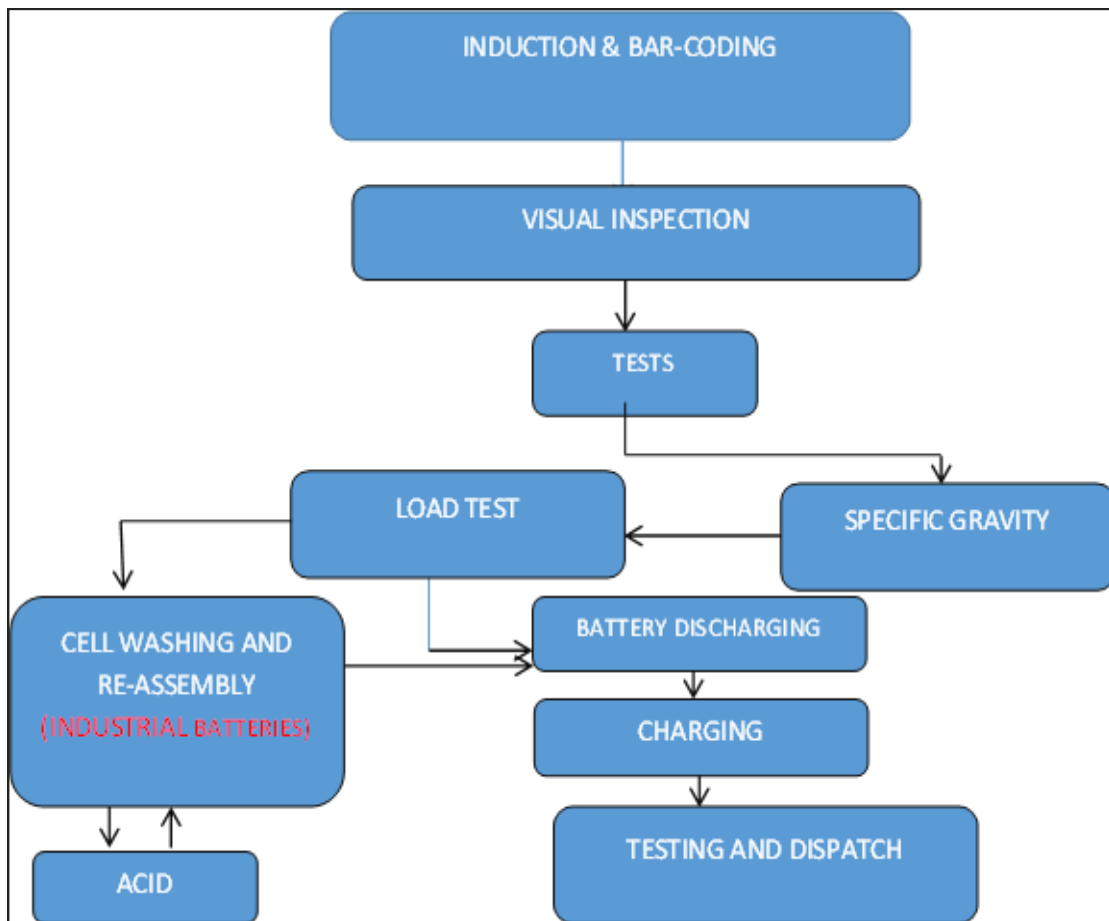 INDUCTION & BAR-CODING
VISUAL INSPECTION
TESTS
LOAD TEST
SPECIFIC GRAVITY
CELL WASHING AND
RE-ASSEMBLY
(INDUSTRIAL BATTERIES)
BATTERY DISCHARGING
CHARGING
TESTING AND DISPATCH
ACID